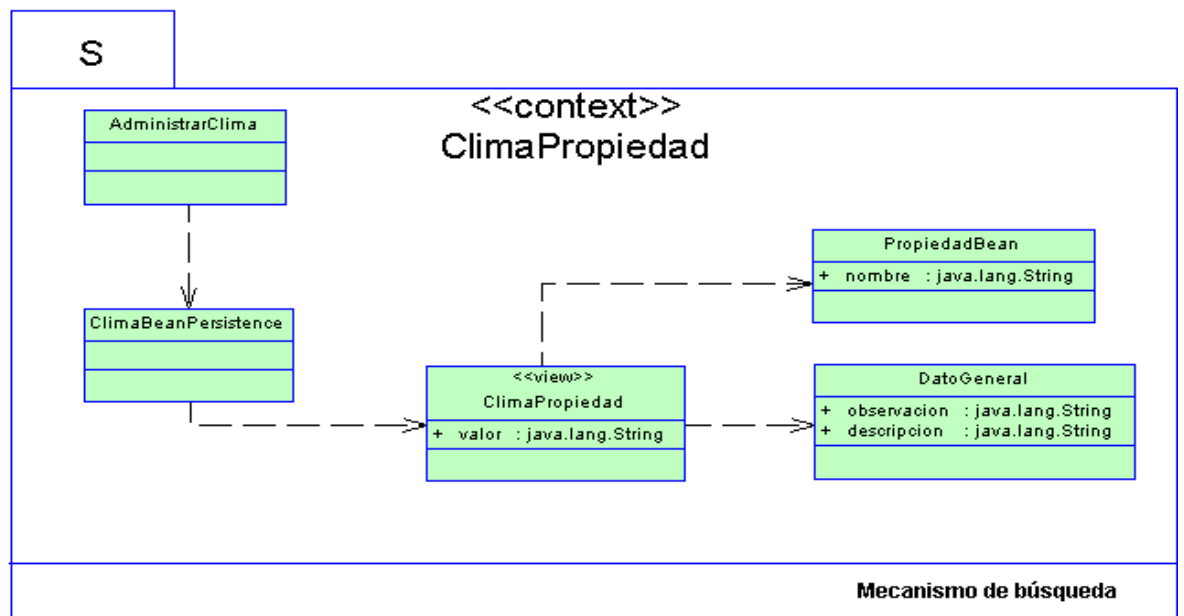 S
<<context>>
ClimaPropiedad
AdministrarClima
PropiedadBean
+ nombre : java.lang.String
ClimaBeanPersistence
<<view>>
ClimaPropiedad
+ valor : java.lang.String
DatoGeneral
+ observacion : java.lang.String
+ descripcion : java.lang.String
Mecanismo de búsqueda